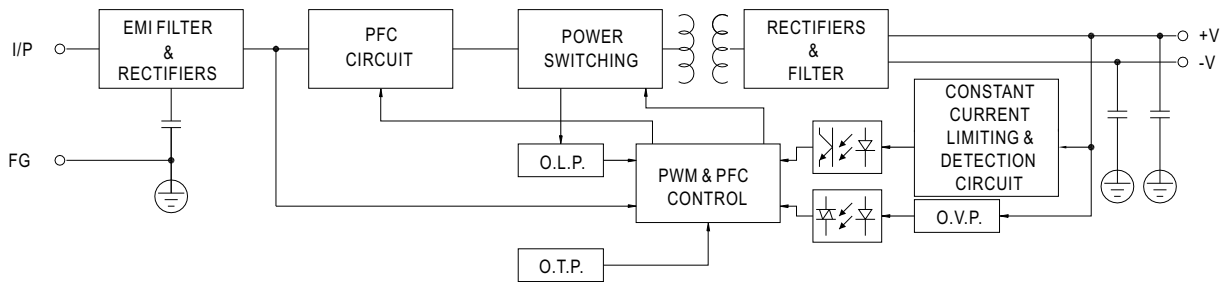 EMI FILTER
&
RECTIFIERS
PFC
CIRCUIT
POWER
SWITCHING
RECTIFIERS
&
FILTER
I/P
+V
-V
CONSTANT
CURRENT
LIMITING &
DETECTION
CIRCUIT
FG
O.L.P.
PWM & PFC
CONTROL
O.V.P.
O.T.P.